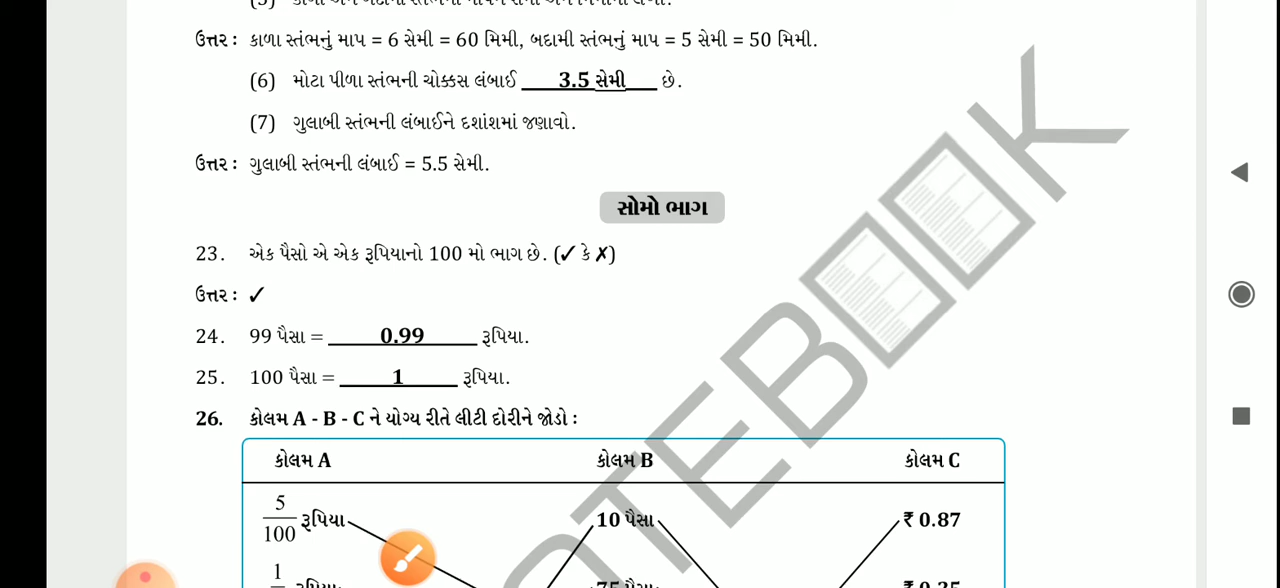 ઉત્તર : કાળા સ્તંભનું માપ = 6 સેમી = 60 મિમી, બદામી સ્તંભનું માપ = 5 સેમી = 50 મિમી.
(6) મોટા પીળા સ્તંભની ચોક્કસ લંબાઈ 3.5 સેમી છે.
(7) ગુલાબી સ્તંભની લંબાઈને દશાંશમાં જણાવો.
ઉત્તર : ગુલાબી સ્તંભની લંબાઈ = 5.5 સેમી.
સોમો ભાગ
23. એક પૈસો એ એક રૂપિયાનો 100 મો ભાગ છે. (✓ કે ✗)
ઉત્તર : ✓
24. 99 પૈસા = 0.99 રૂપિયા.
25. 100 પૈસા = 1 રૂપિયા.
26. કોલમ A - B - C ને યોગ્ય રીતે લીટી દોરીને જોડો :
કોલમ A કોલમ B કોલમ C
5/100 રૂપિયા 10 પૈસા ₹ 0.87
ATEBOOK